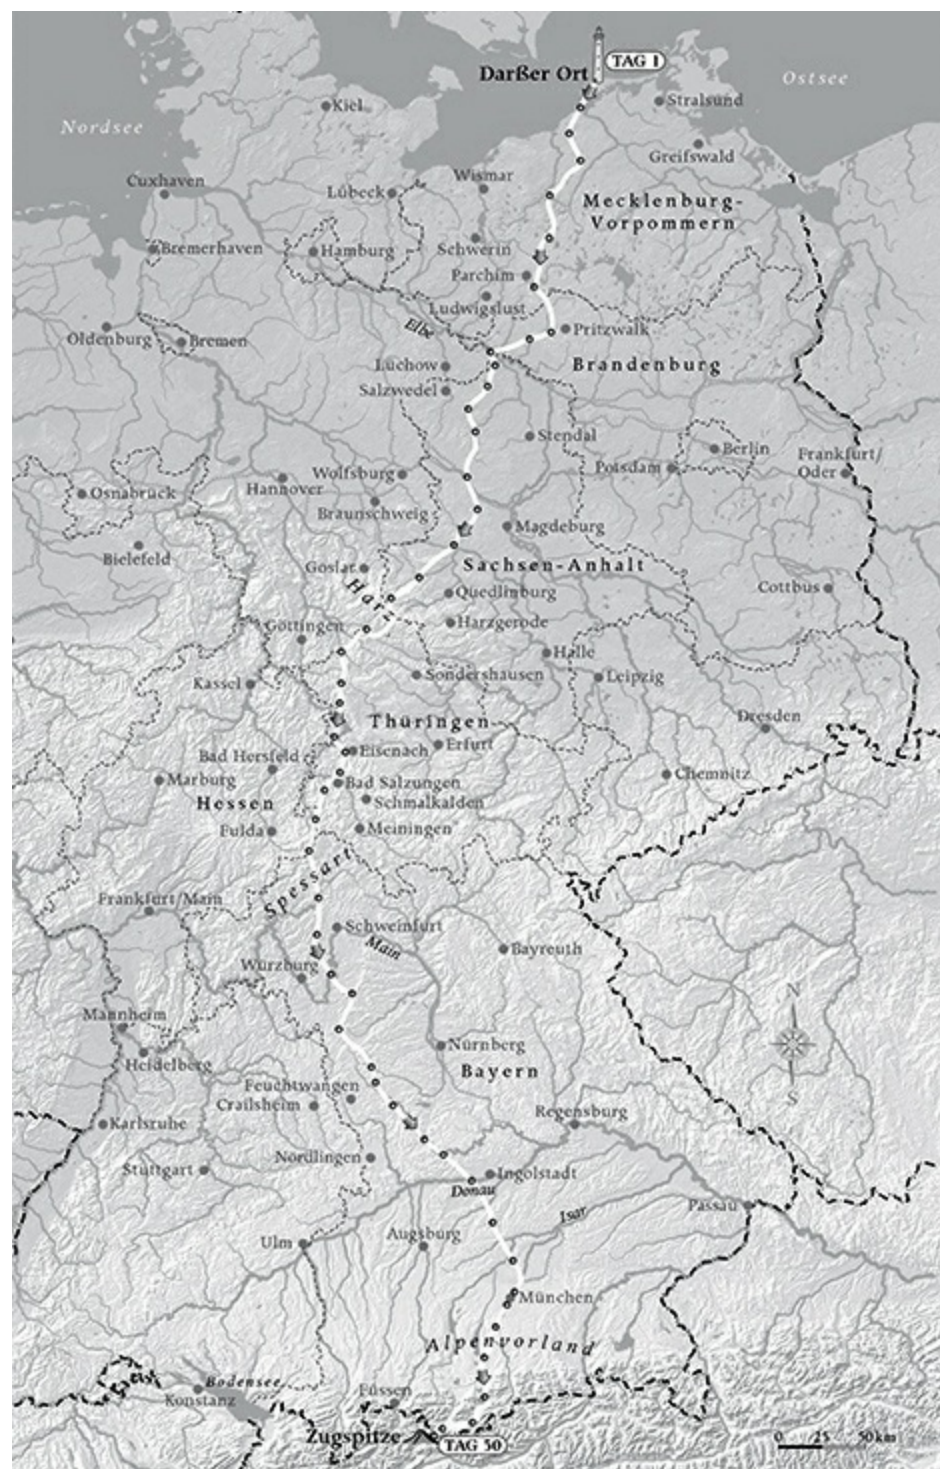 TAG 1
Darßer Ort
Ostsee
Stralsund
Kiel
Nordsee
Greifswald
Wismar
Cuxhaven
Lübeck
Mecklenburg-
Vorpommern
Schwerin
Bremerhaven
Hamburg
Parchim
Ludwigslust
Elbe
Pritzwalk
Oldenburg
Bremen
Lüchow
Brandenburg
Salzwedel
Stendal
Berlin
Frankfurt/
Oder
Potsdam
Wolfsburg
Hannover
Osnabrück
Braunschweig
Magdeburg
Bielefeld
Goslar
Sachsen-Anhalt
Harz
Quedlinburg
Cottbus
Göttingen
Harzgerode
Halle
Kassel
Sondershausen
Leipzig
Thüringen
Dresden
Erfurt
Eisenach
Bad Hersfeld
Marburg
Bad Salzungen
Chemnitz
Hessen
Schmalkalden
Fulda
Meiningen
Spessart
Frankfurt/Main
Schweinfurt
Main
Bayreuth
Würzburg
N
Mannheim
Nürnberg
Heidelberg
Bayern
Feuchtwangen
Crailsheim
S
Regensburg
Karlsruhe
Nördlingen
Stuttgart
Ingolstadt
Donau
Passau
Isar
Ulm
Augsburg
München
Alpenvorland
Bodensee
Füssen
Konstanz
Zugspitze
TAG 30
0 25 50 km